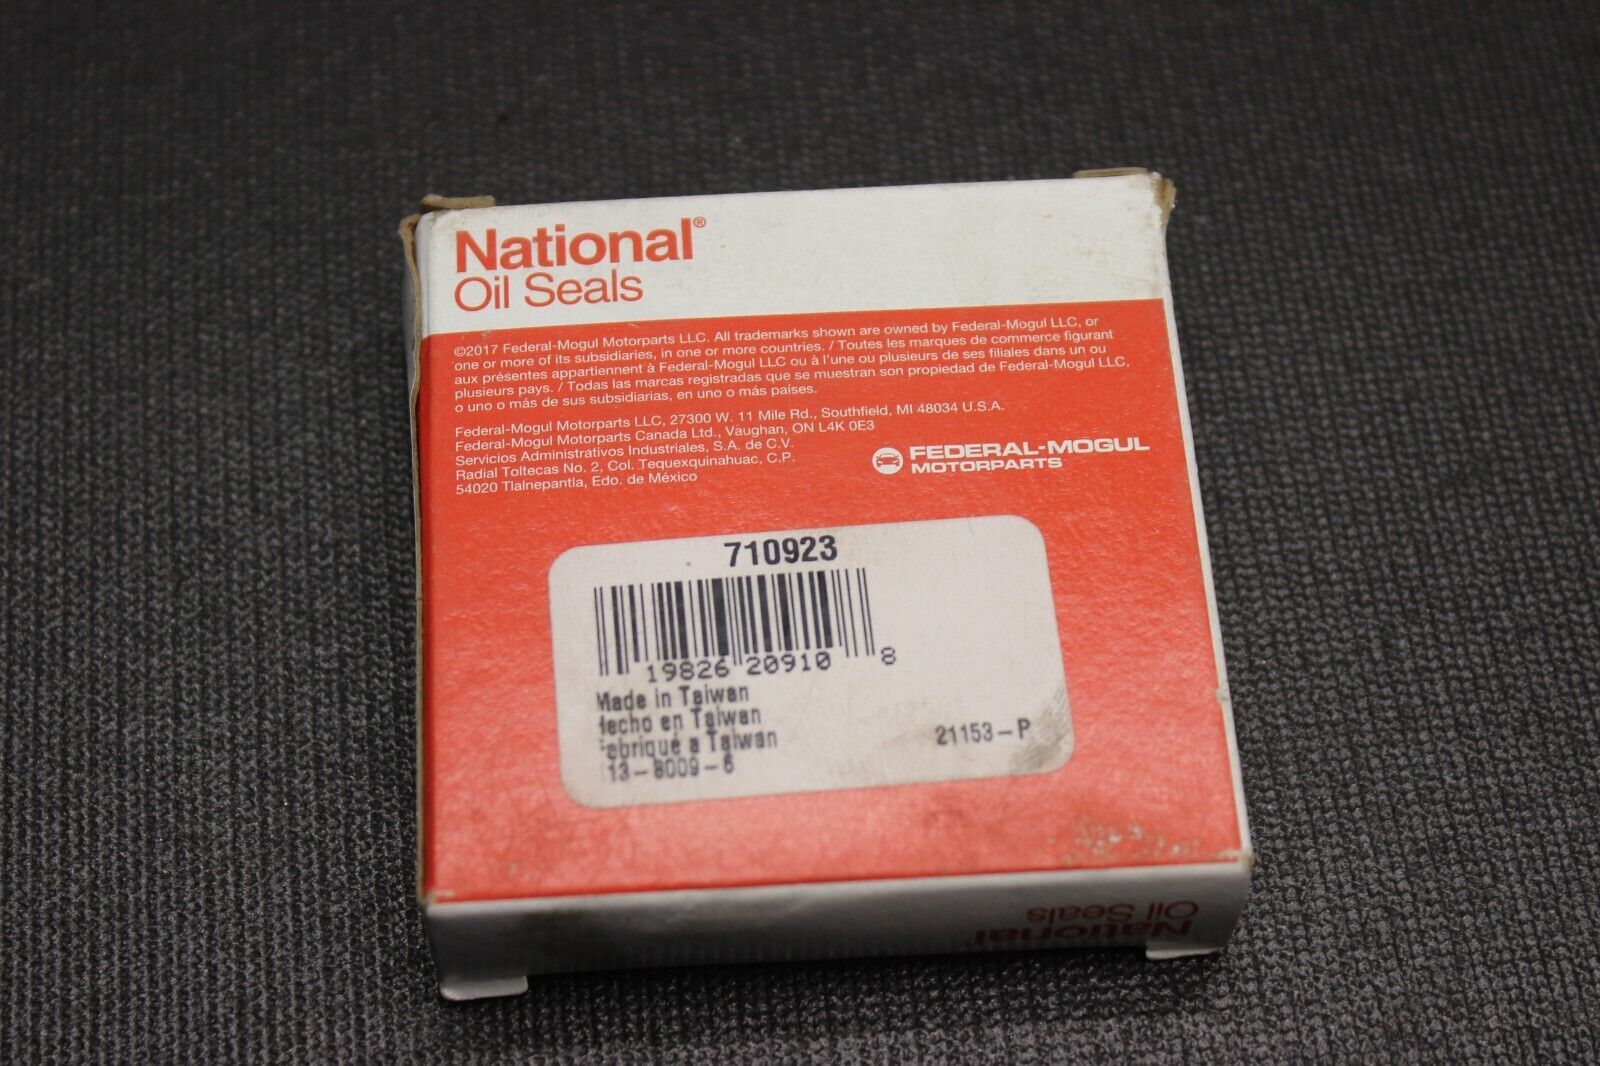 National®
Oil Seals
©2017 Federal-Mogul Motorparts LLC. All trademarks shown are owned by Federal-Mogul LLC, or
one or more of its subsidiaries, in one or more countries. / Toutes les marques de commerce figurant
aux présentes appartiennent à Federal-Mogul LLC ou à l'une ou plusieurs de ses filiales dans un ou
plusieurs pays. / Todas las marcas registradas que se muestran son propiedad de Federal-Mogul LLC,
o uno o más de sus subsidiarias, en uno o más países.
Federal-Mogul Motorparts LLC, 27300 W. 11 Mile Rd., Southfield, MI 48034 U.S.A.
Federal-Mogul Motorparts Canada Ltd., Vaughan, ON L4K 0E3
Servicios Administrativos Industriales, S.A. de C.V.
Radial Toltecas No. 2, Col. Tequexquinahuac, C.P.
54020 Tlalnepantla, Edo. de México
FEDERAL-MOGUL
MOTORPARTS
710923
19826 20910 8
Made in Taiwan
Hecho en Taiwan
Fabriqué a Taiwan
113-8009-6
21153-P
National
Oil Seals